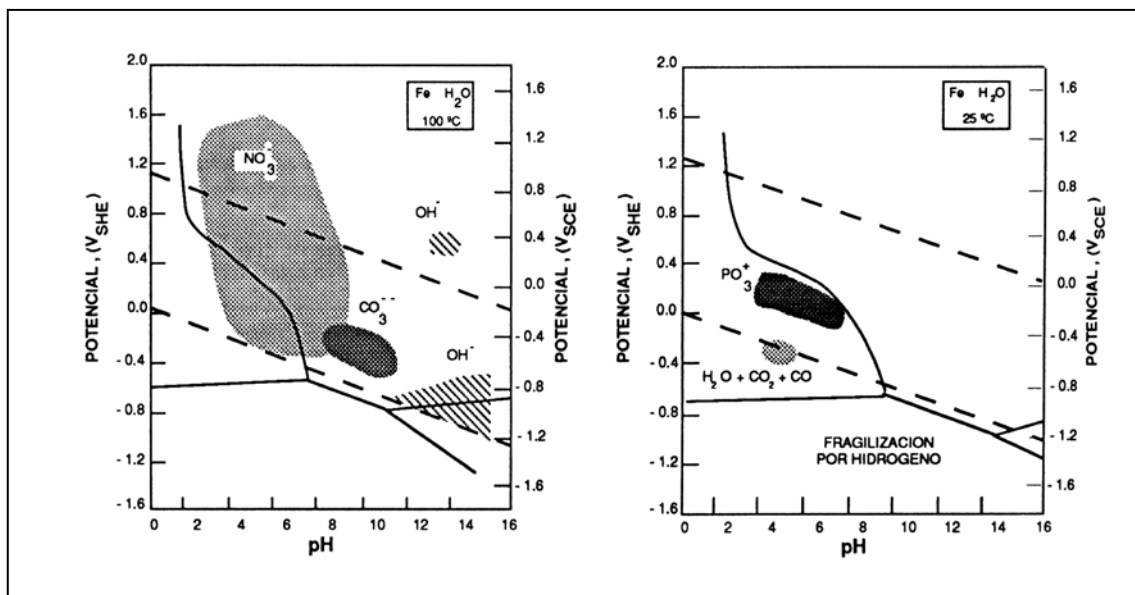 2.0
1.6
1.2
0.8
0.4
0.0
- 0.4
- 0.8
- 1.2
- 1.6
POTENCIAL , (V_SHE)
Fe H₂O
100 ºC
NO₃⁻
OH⁻
CO₃⁻⁻
OH⁻
1.6
1.2
0.8
0.4
0.0
- 0.4
- 0.8
- 1.2
- 1.6
POTENCIAL , (V_SCE)
0 2 4 6 8 10 12 14 16
pH
2.0
1.6
1.2
0.8
0.4
0.0
- 0.4
- 0.8
- 1.2
- 1.6
POTENCIAL , (V_SHE)
Fe H₂O
25 ºC
PO₃⁺
H₂O + CO₂ + CO
FRAGILIZACION
POR HIDROGENO
1.6
1.2
0.8
0.4
0.0
- 0.4
- 0.8
- 1.2
- 1.6
POTENCIAL , (V_SCE)
0 2 4 6 8 10 12 14 16
pH